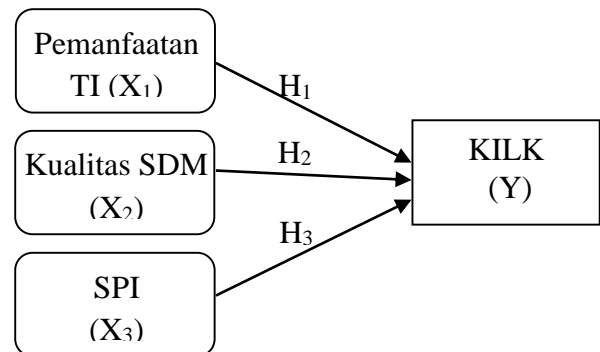 Pemanfaatan
TI (X₁)
H₁
Kualitas SDM
(X₂)
H₂
KILK
(Y)
H₃
SPI
(X₃)